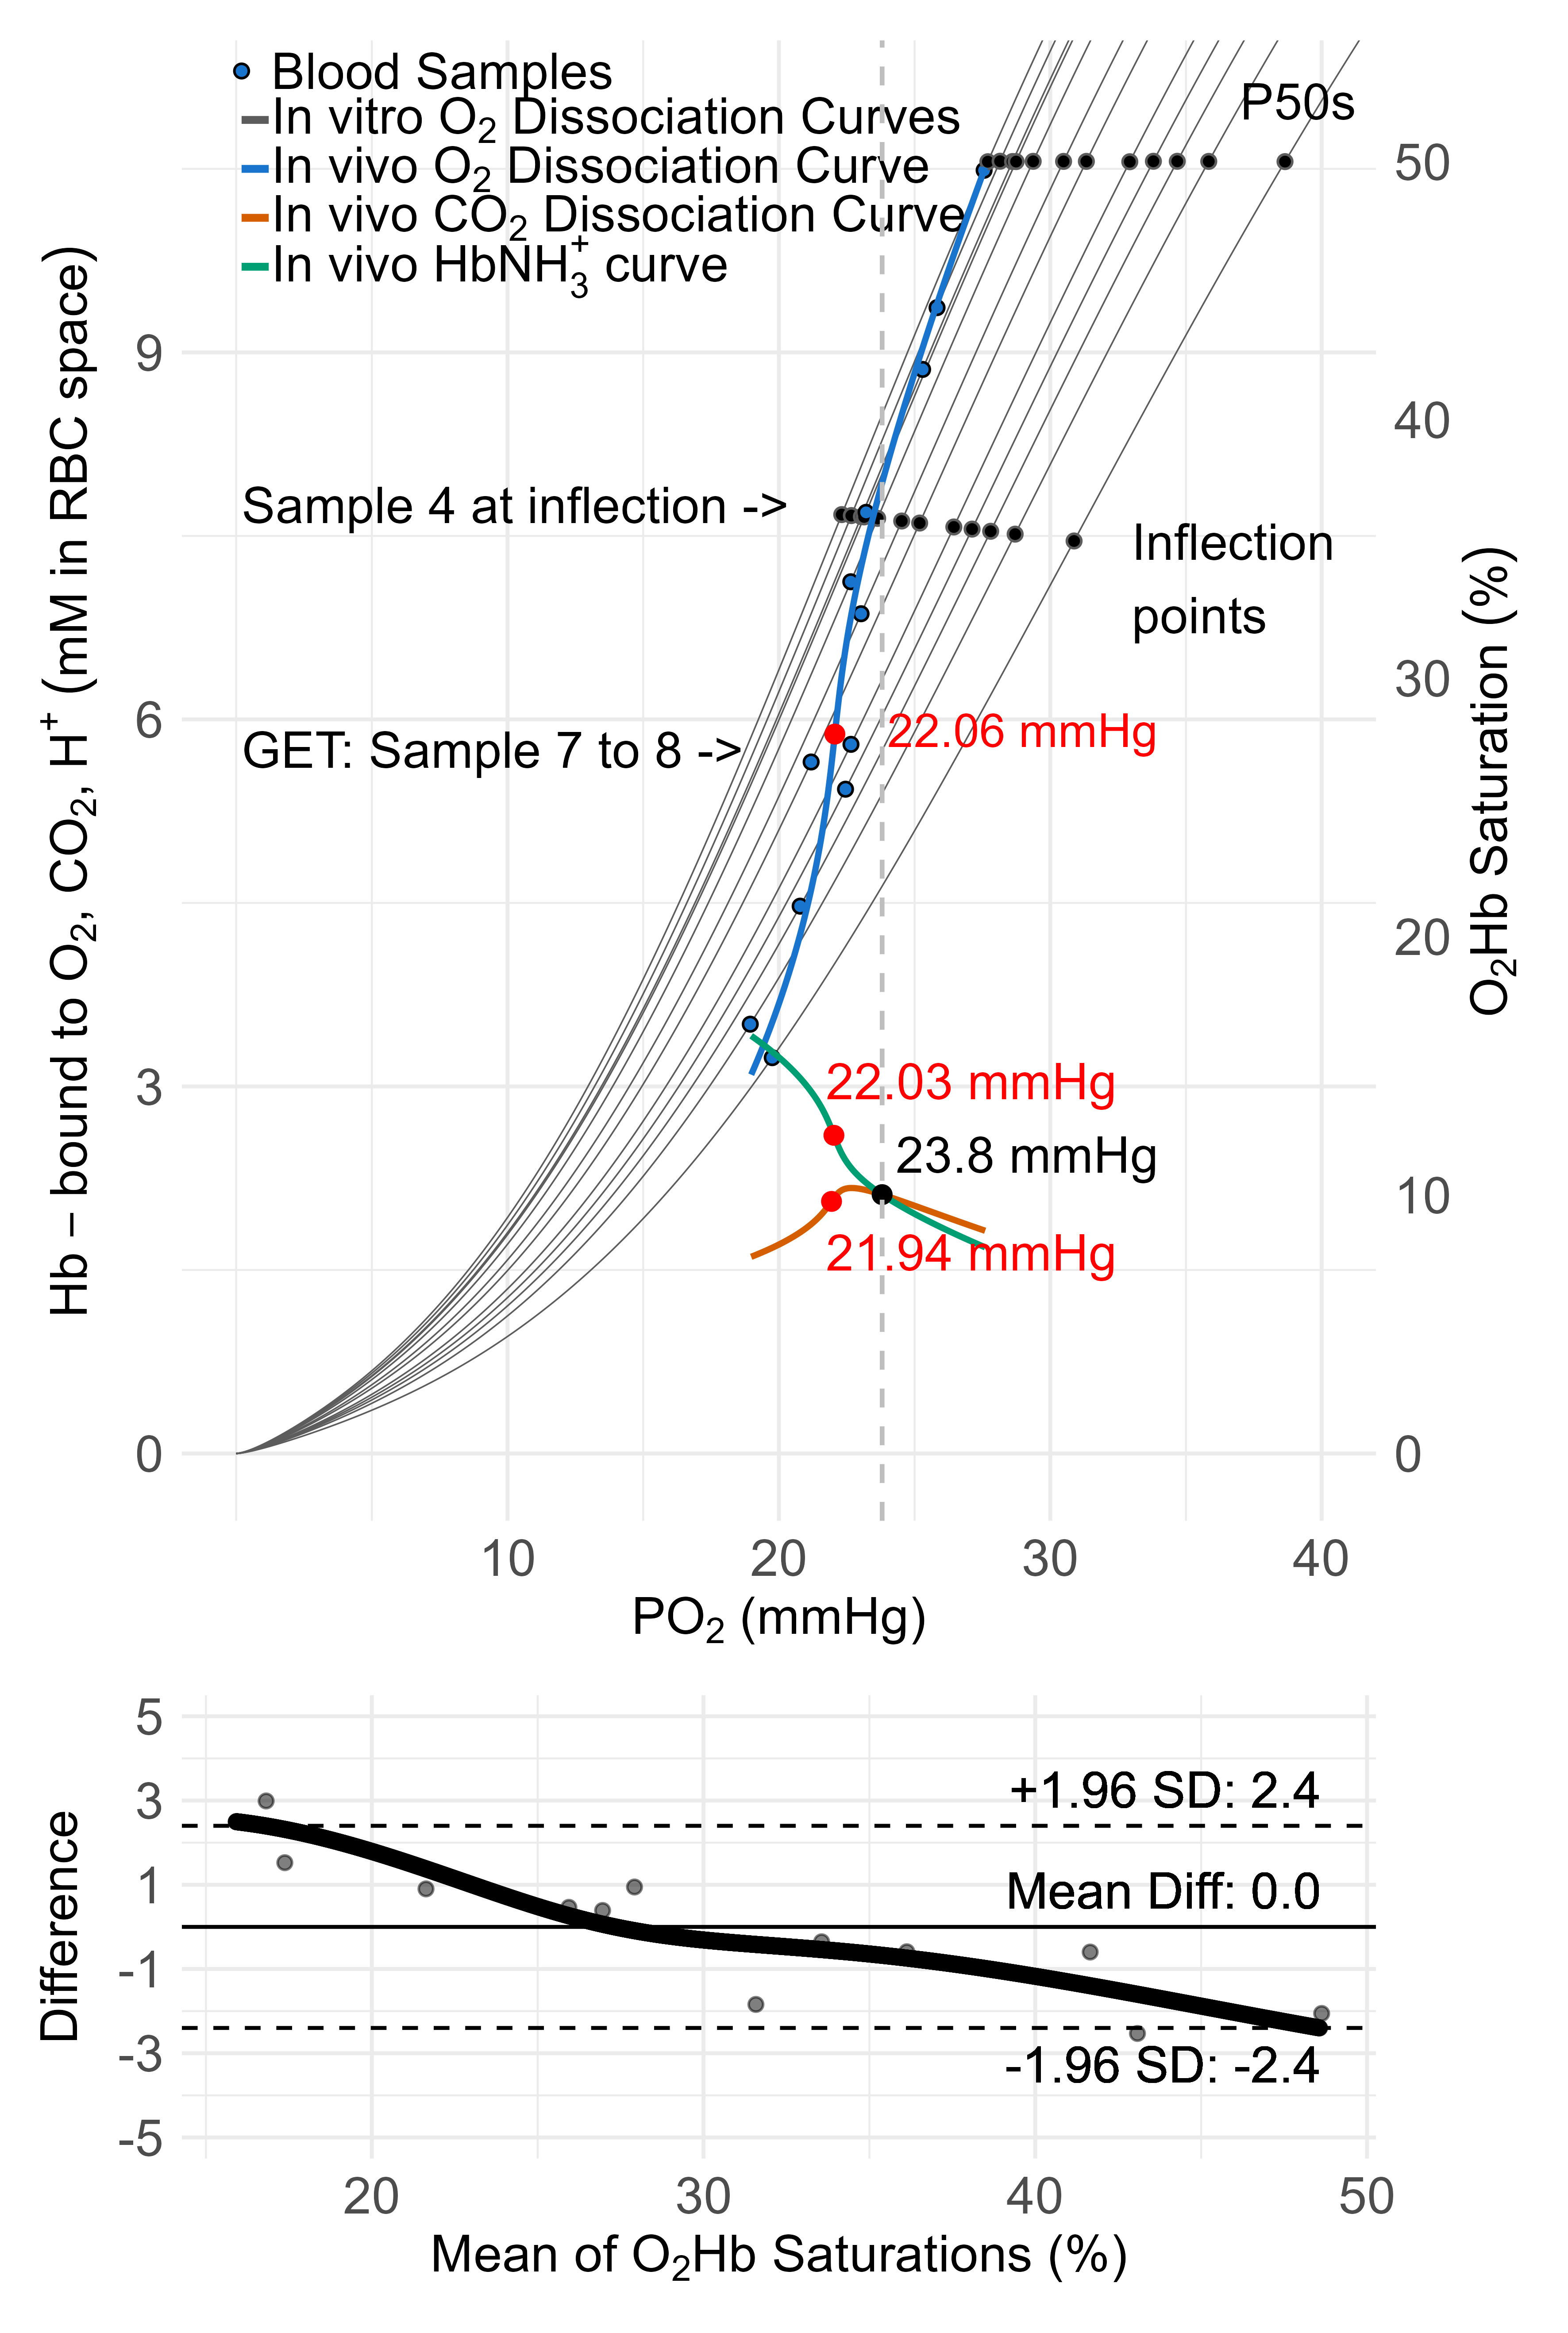 Blood Samples
In vitro O₂ Dissociation Curves
In vivo O₂ Dissociation Curve
In vivo CO₂ Dissociation Curve
In vivo HbNH₃⁺ curve
P50s
Sample 4 at inflection ->
Inflection
points
GET: Sample 7 to 8 ->
22.06 mmHg
22.03 mmHg
23.8 mmHg
21.94 mmHg
Hb – bound to O₂, CO₂, H⁺ (mM in RBC space)
9
6
3
0
O₂Hb Saturation (%)
50
40
30
20
10
0
10 20 30 40
PO₂ (mmHg)
Difference
5
3
1
-1
-3
-5
+1.96 SD: 2.4
Mean Diff: 0.0
-1.96 SD: -2.4
20 30 40 50
Mean of O₂Hb Saturations (%)